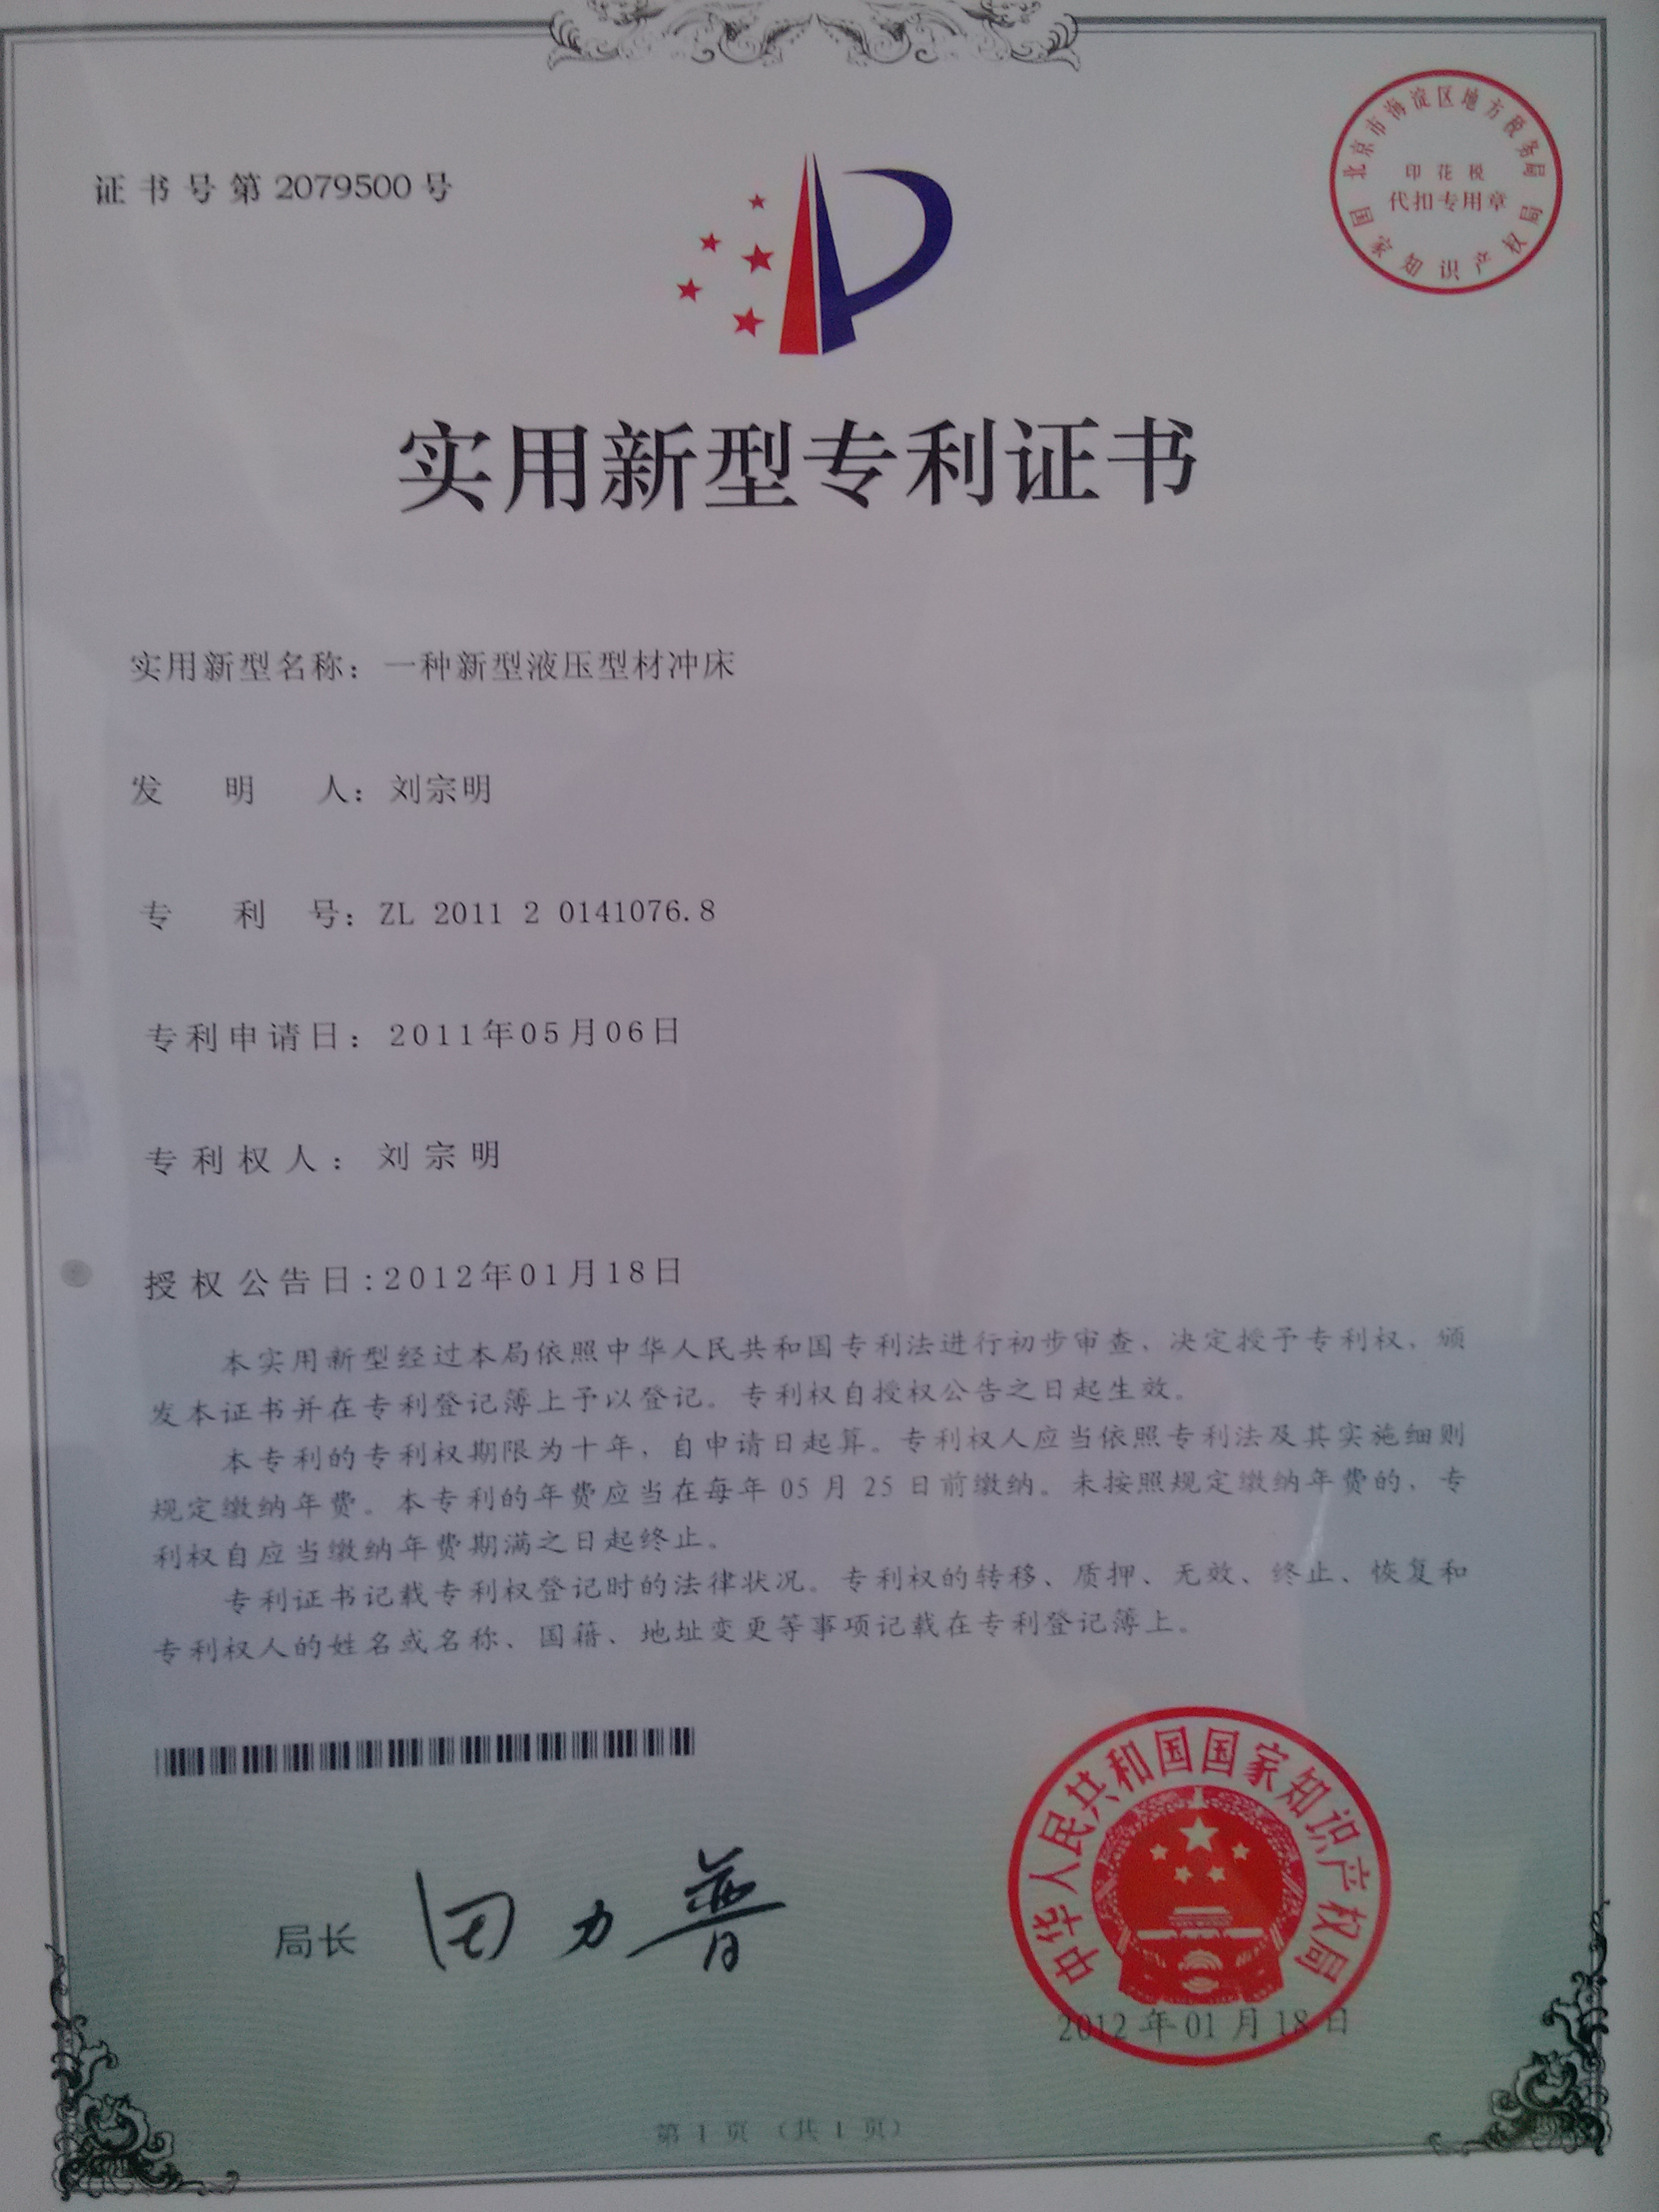 证书号第2079500号
北京市海淀区地方税务局
印花税
代扣专用章
国家知识产权局
实用新型专利证书
实用新型名称：一种新型液压型材冲床
发明人：刘宗明
专利号：ZL 2011 2 0141076.8
专利申请日：2011年05月06日
专利权人：刘宗明
授权公告日：2012年01月18日
本实用新型经过本局依照中华人民共和国专利法进行初步审查，决定授予专利权，颁
发本证书并在专利登记簿上予以登记。专利权自授权公告之日起生效。
本专利的专利权期限为十年，自申请日起算。专利权人应当依照专利法及其实施细则
规定缴纳年费。本专利的年费应当在每年 05 月 25 日前缴纳。未按照规定缴纳年费的，专
利权自应当缴纳年费期满之日起终止。
专利证书记载专利权登记时的法律状况。专利权的转移、质押、无效、终止、恢复和
专利权人的姓名或名称、国籍、地址变更等事项记载在专利登记簿上。
局长 田力普
中华人民共和国国家知识产权局
2012年01月18日
第 1 页 （共 1 页）